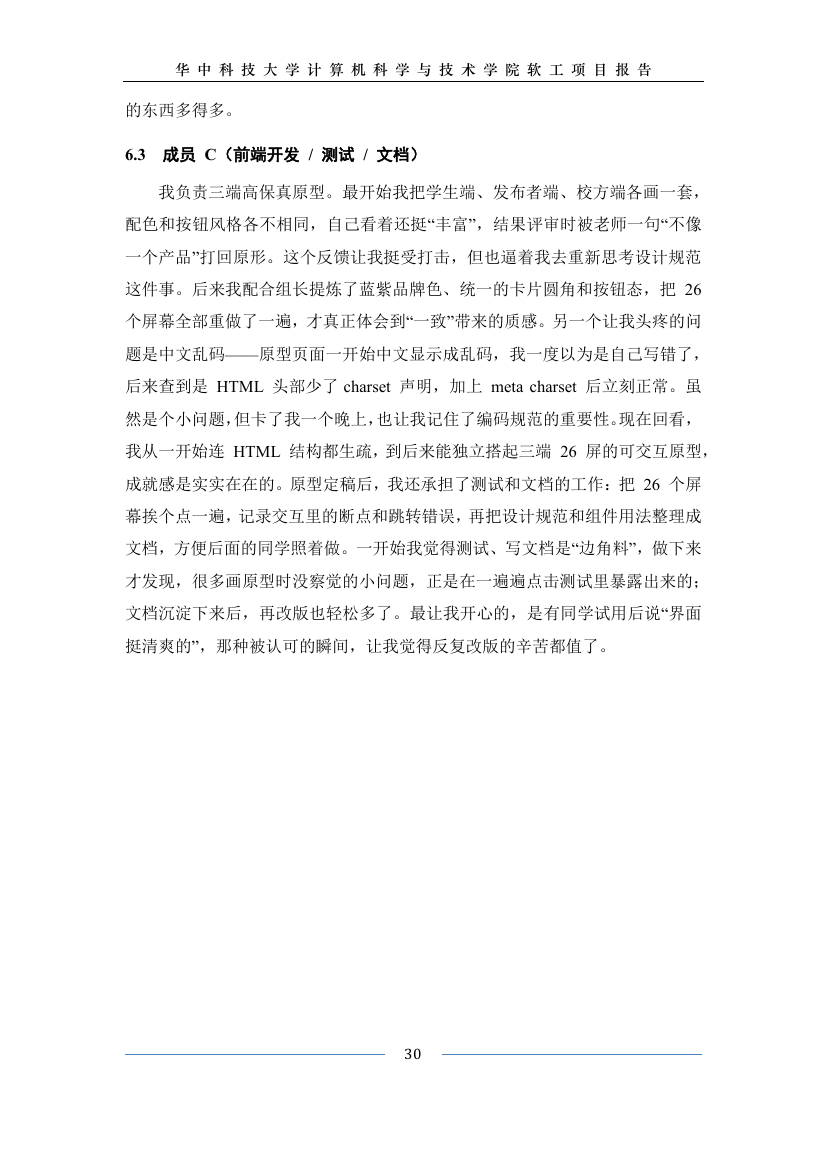 华中科技大学计算机科学与技术学院软工项目报告
的东西多得多。
6.3 成员 C（前端开发 / 测试 / 文档）
我负责三端高保真原型。最开始我把学生端、发布者端、校方端各画一套，
配色和按钮风格各不相同，自己看着还挺“丰富”，结果评审时被老师一句“不像
一个产品”打回原形。这个反馈让我挺受打击，但也逼着我去重新思考设计规范
这件事。后来我配合组长提炼了蓝紫品牌色、统一的卡片圆角和按钮态，把 26
个屏幕全部重做了一遍，才真正体会到“一致”带来的质感。另一个让我头疼的问
题是中文乱码——原型页面一开始中文显示成乱码，我一度以为是自己写错了，
后来查到是 HTML 头部少了 charset 声明，加上 meta charset 后立刻正常。虽
然是个小问题，但卡了我一个晚上，也让我记住了编码规范的重要性。现在回看，
我从一开始连 HTML 结构都生疏，到后来能独立搭起三端 26 屏的可交互原型，
成就感是实实在在的。原型定稿后，我还承担了测试和文档的工作：把 26 个屏
幕挨个点一遍，记录交互里的断点和跳转错误，再把设计规范和组件用法整理成
文档，方便后面的同学照着做。一开始我觉得测试、写文档是“边角料”，做下来
才发现，很多画原型时没察觉的小问题，正是在一遍遍点击测试里暴露出来的；
文档沉淀下来后，再改版也轻松多了。最让我开心的，是有同学试用后说“界面
挺清爽的”，那种被认可的瞬间，让我觉得反复改版的辛苦都值了。
30